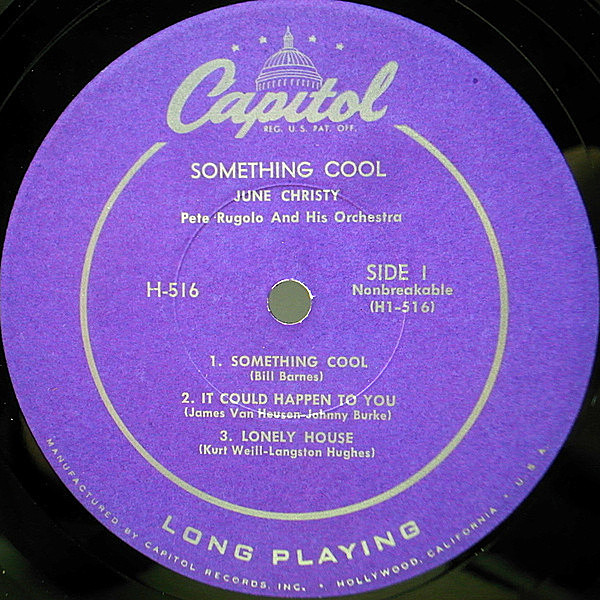 Capitol
REG. U.S. PAT. OFF.
SOMETHING COOL
JUNE CHRISTY
Pete Rugolo And His Orchestra
H-516
SIDE 1
Nonbreakable
(H1-516)
1. SOMETHING COOL
(Bill Barnes)
2. IT COULD HAPPEN TO YOU
(James Van Heusen-Johnny Burke)
3. LONELY HOUSE
(Kurt Weill-Langston Hughes)
LONG PLAYING
MANUFACTURED BY CAPITOL RECORDS, INC. • HOLLYWOOD, CALIFORNIA • U.S.A.